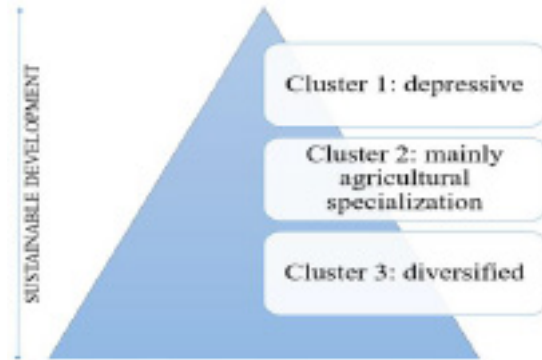 SUSTAINABLE DEVELOPMENT
Cluster 1: depressive
Cluster 2: mainly
agricultural
specialization
Cluster 3: diversified